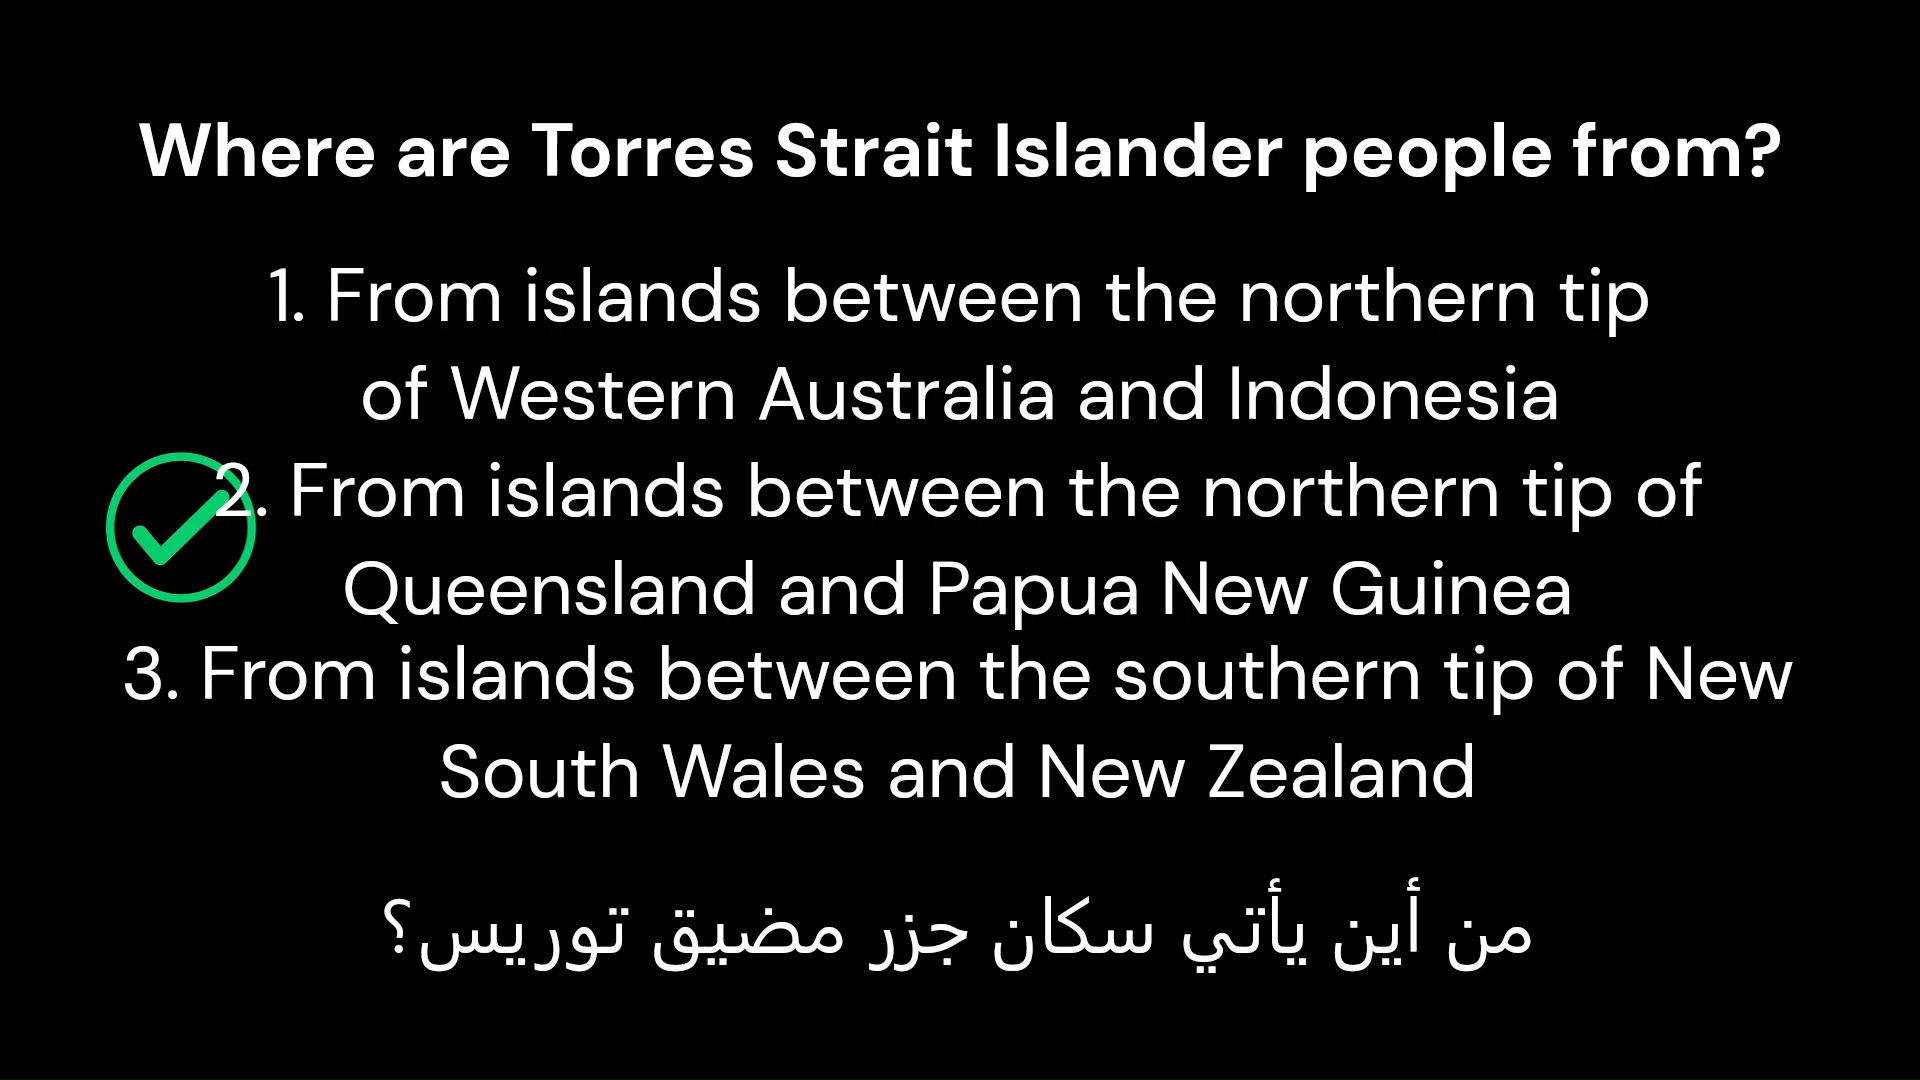 Where are Torres Strait Islander people from?
1. From islands between the northern tip
of Western Australia and Indonesia
2. From islands between the northern tip of
Queensland and Papua New Guinea
3. From islands between the southern tip of New
South Wales and New Zealand
من أين يأتي سكان جزر مضيق توريس؟